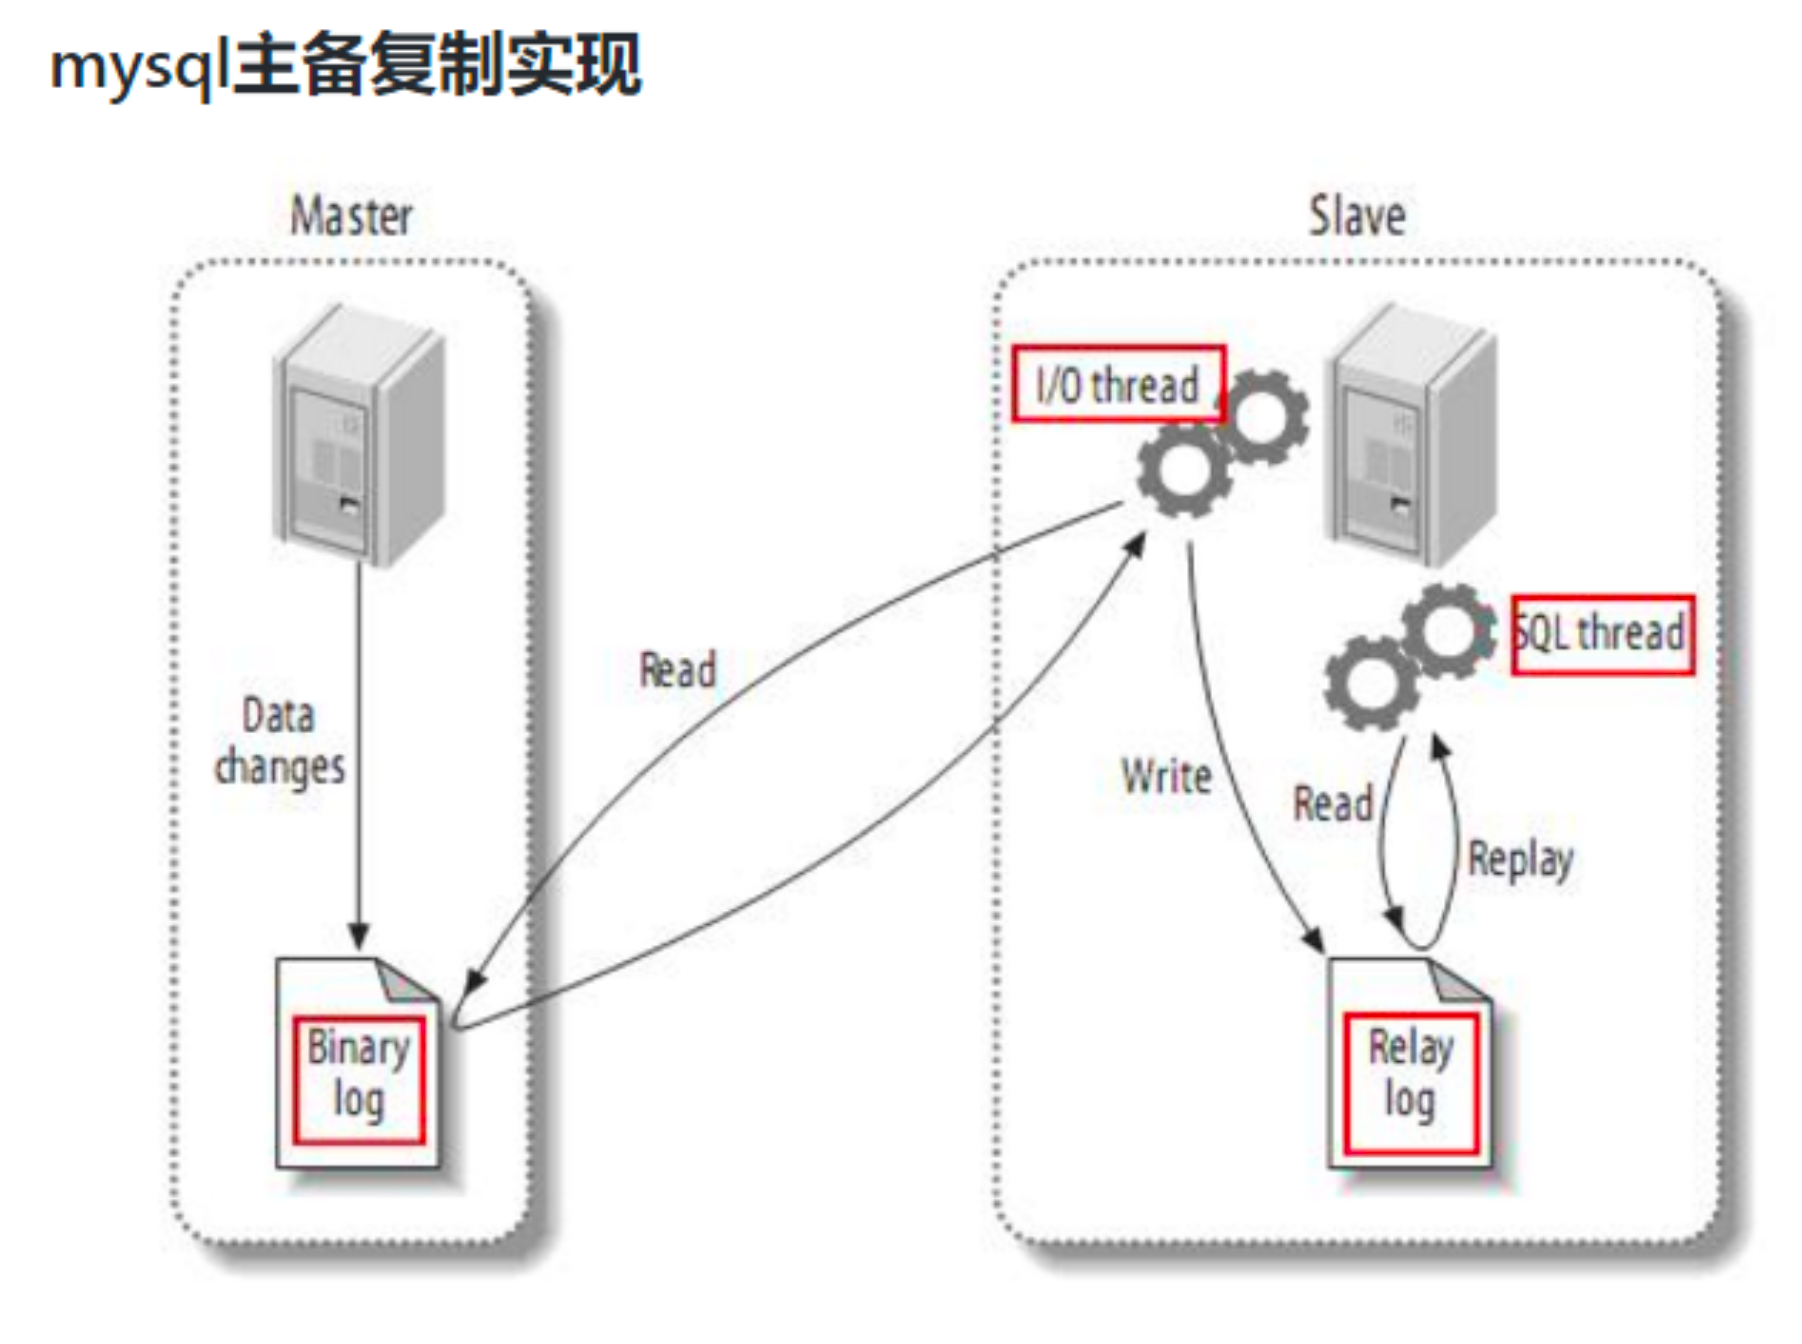 mysql主备复制实现
Master
Slave
I/O thread
SQL thread
Read
Data
changes
Write
Read
Replay
Binary
log
Relay
log